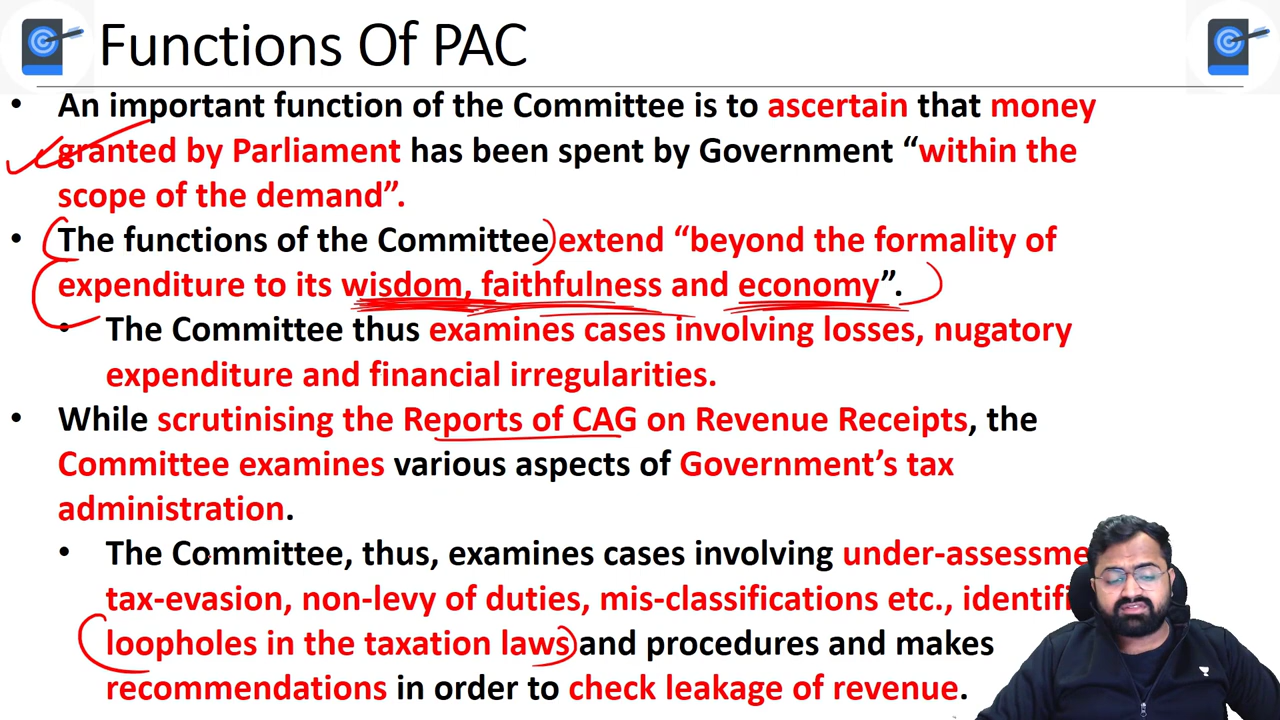 Functions Of PAC
• An important function of the Committee is to ascertain that money
granted by Parliament has been spent by Government “within the
scope of the demand”.
• The functions of the Committee extend “beyond the formality of
expenditure to its wisdom, faithfulness and economy”.
• The Committee thus examines cases involving losses, nugatory
expenditure and financial irregularities.
• While scrutinising the Reports of CAG on Revenue Receipts, the
Committee examines various aspects of Government’s tax
administration.
• The Committee, thus, examines cases involving under-assessme
tax-evasion, non-levy of duties, mis-classifications etc., identifi
loopholes in the taxation laws and procedures and makes
recommendations in order to check leakage of revenue.